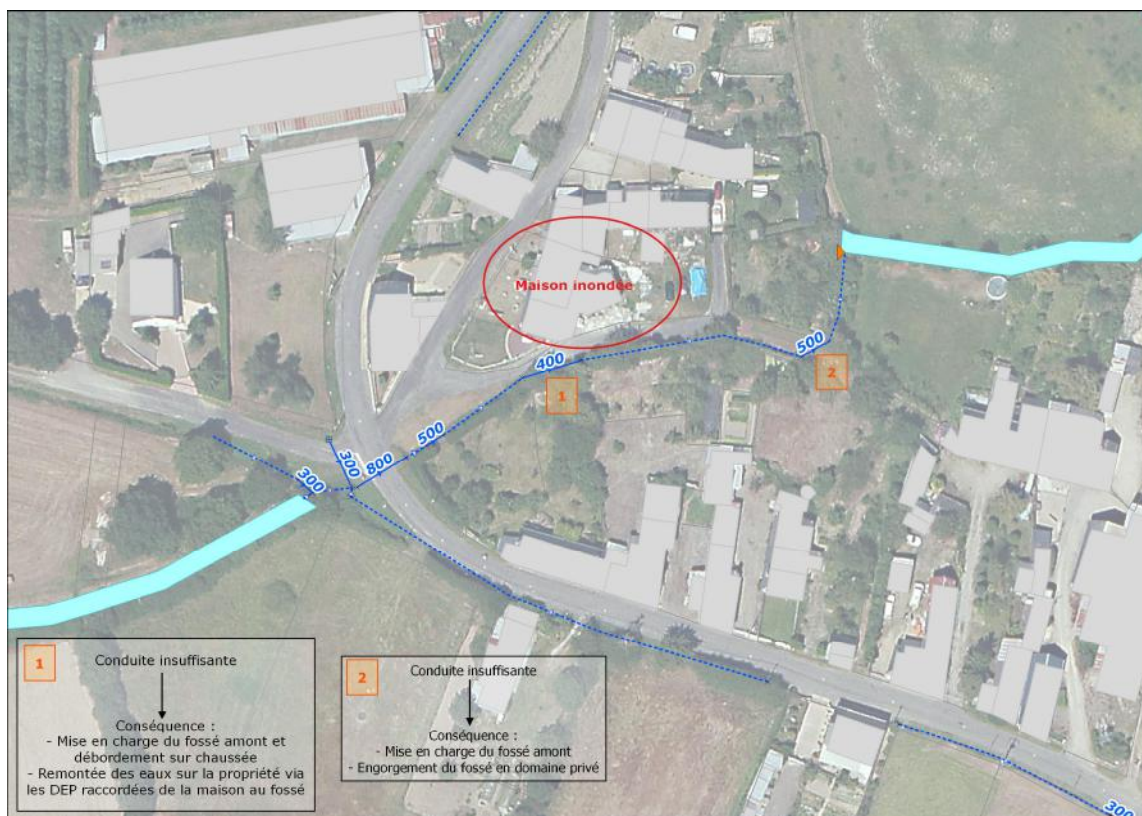 Maison inondée
500
400
2
1
500
800
300
300
1
Conduite insuffisante
Conséquence :
- Mise en charge du fossé amont et
débordement sur chaussée
- Remontée des eaux sur la propriété via
les DEP raccordées de la maison au fossé
2
Conduite insuffisante
Conséquence :
- Mise en charge du fossé amont
- Engorgement du fossé en domaine privé
300